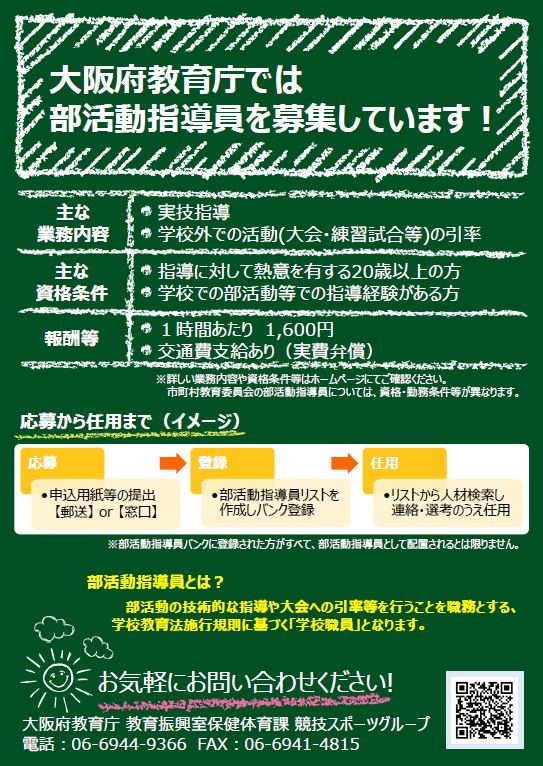 大阪府教育庁では
部活動指導員を募集しています！
主な
業務内容
実技指導
学校外での活動(大会・練習試合等)の引率
主な
資格条件
指導に対して熱意を有する20歳以上の方
学校での部活動等での指導経験がある方
報酬等
１時間あたり 1,600円
交通費支給あり（実費弁償）
※詳しい業務内容や資格条件等はホームページにてご確認ください。
市町村教育委員会の部活動指導員については、資格・勤務条件等が異なります。
応募から任用まで（イメージ）
応募
•申込用紙等の提出
【郵送】or【窓口】
登録
•部活動指導員リストを
作成しバンク登録
任用
•リストから人材検索し
連絡・選考のうえ任用
※部活動指導員バンクに登録された方がすべて、部活動指導員として配置されるとは限りません。
部活動指導員とは？
部活動の技術的な指導や大会への引率等を行うことを職務とする、
学校教育法施行規則に基づく「学校職員」となります。
お気軽にお問い合わせください!
大阪府教育庁 教育振興室保健体育課 競技スポーツグループ
電話：06-6944-9366 FAX：06-6941-4815